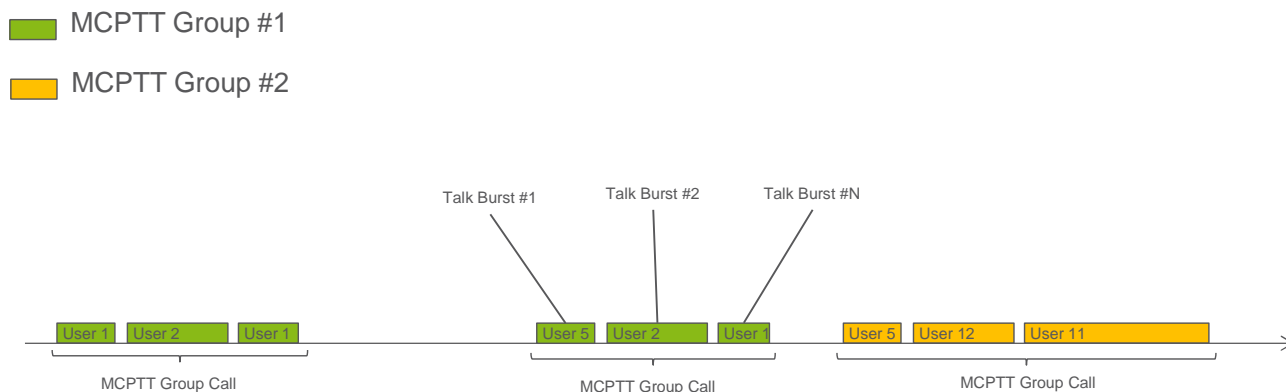 MCPTT Group #1
MCPTT Group #2
Talk Burst #1
Talk Burst #2
Talk Burst #N
User 1
User 2
User 1
User 5
User 2
User 1
User 5
User 12
User 11
MCPTT Group Call
MCPTT Group Call
MCPTT Group Call